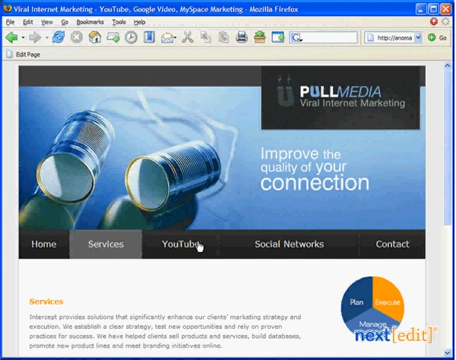 Viral Internet Marketing - YouTube, Google Video, MySpace Marketing - Mozilla Firefox
File Edit View Go Bookmarks Tools Help
http://anoma
Go
Edit Page
PULLMEDIA
Viral Internet Marketing
Improve the
quality of your
connection
Home Services YouTube Social Networks Contact
Services
Intercept provides solutions that significantly enhance our clients' marketing strategy and
execution. We establish a clear strategy, test new opportunities and rely on proven
practices for success. We have helped clients sell products and services, build databases,
promote new product lines and meet branding initiatives online.
Plan Execute
Manage
next[edit]